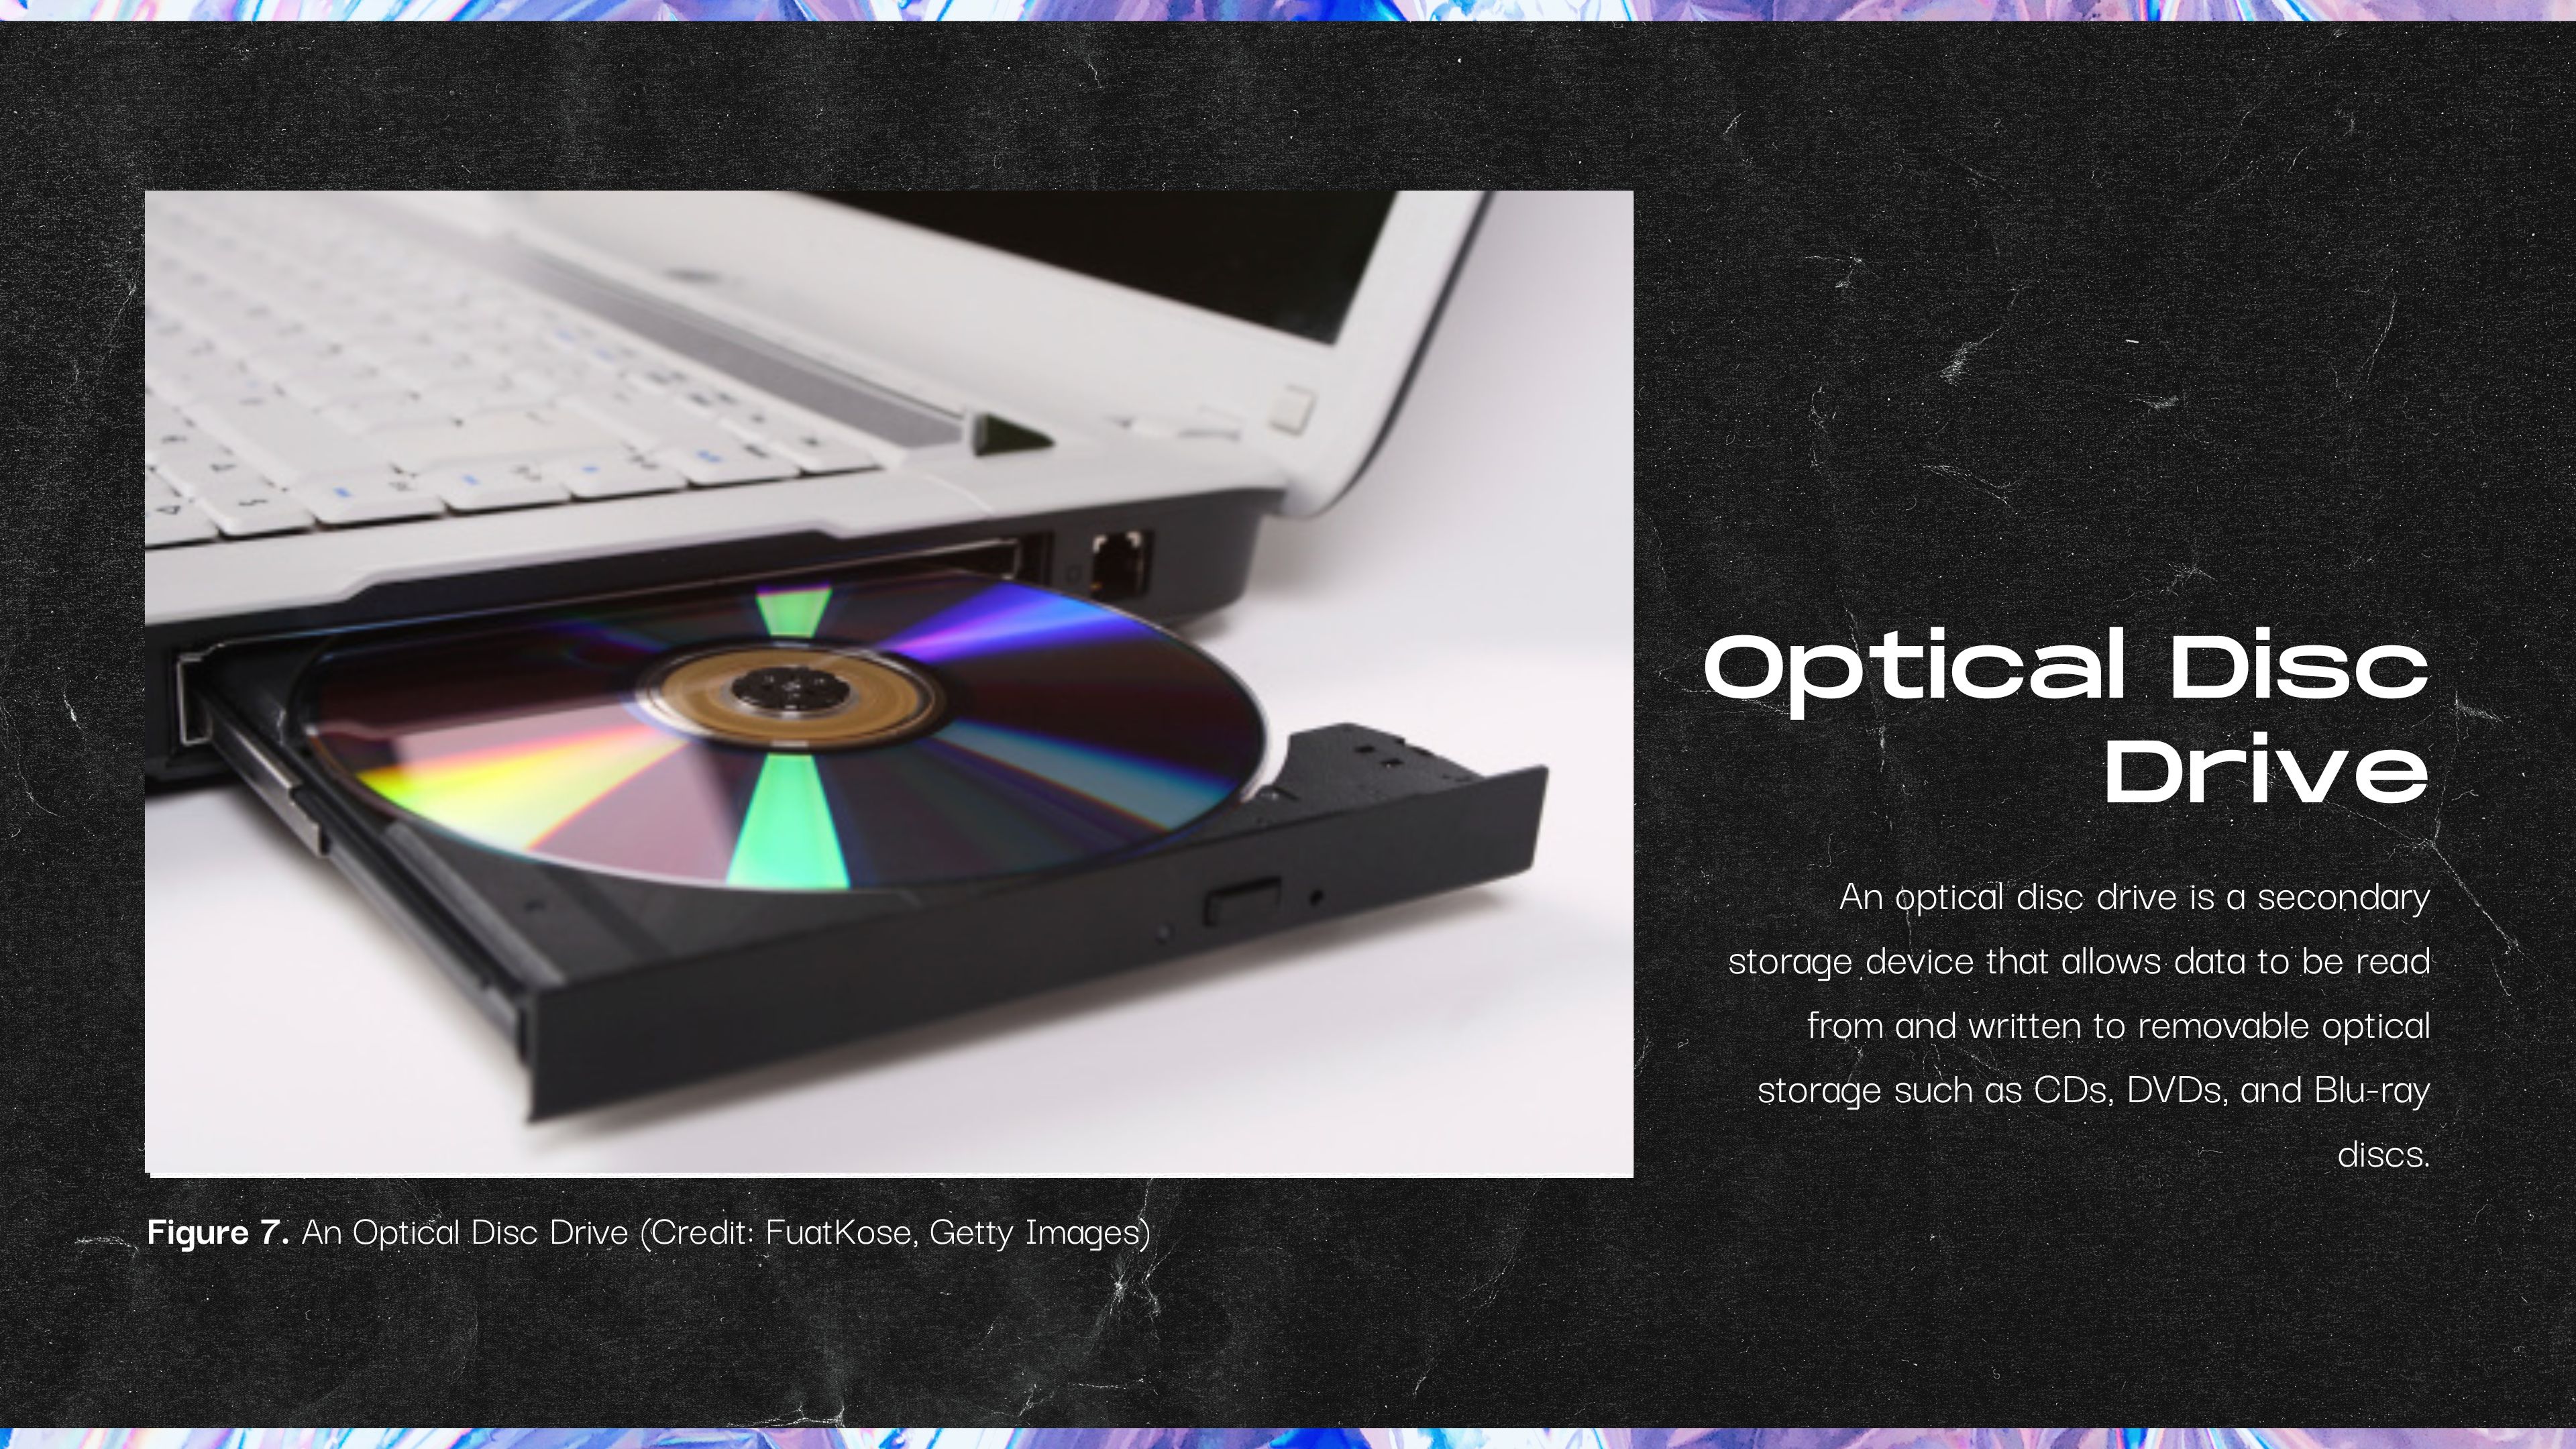 Optical Disc
Drive
An optical disc drive is a secondary
storage device that allows data to be read
from and written to removable optical
storage such as CDs, DVDs, and Blu-ray
discs.
Figure 7. An Optical Disc Drive (Credit: FuatKose, Getty Images)